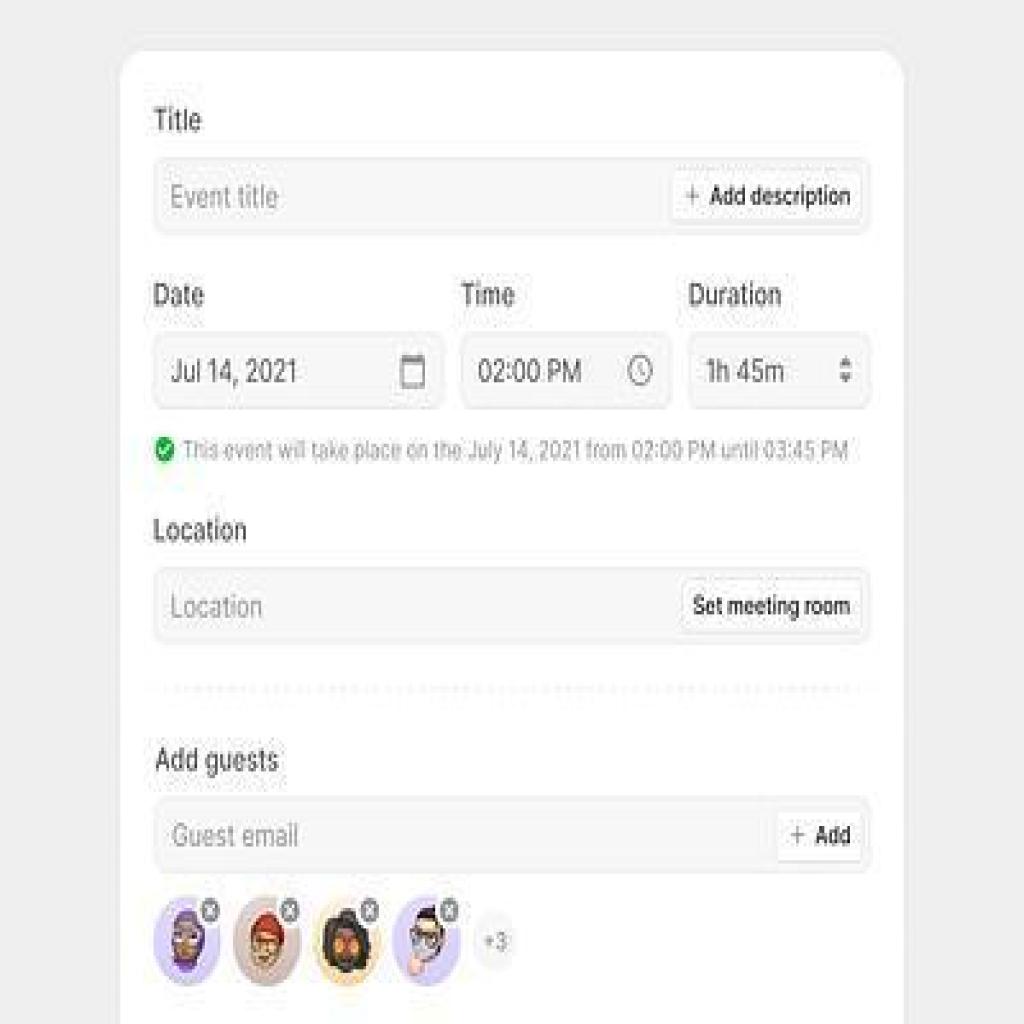 Title
Event title + Add description
Date Time Duration
Jul 14, 2021 02:00 PM 1h 45m
This event will take place on the July 14, 2021 from 02:00 PM until 03:45 PM
Location
Location Set meeting room
Add guests
Guest email + Add
+3